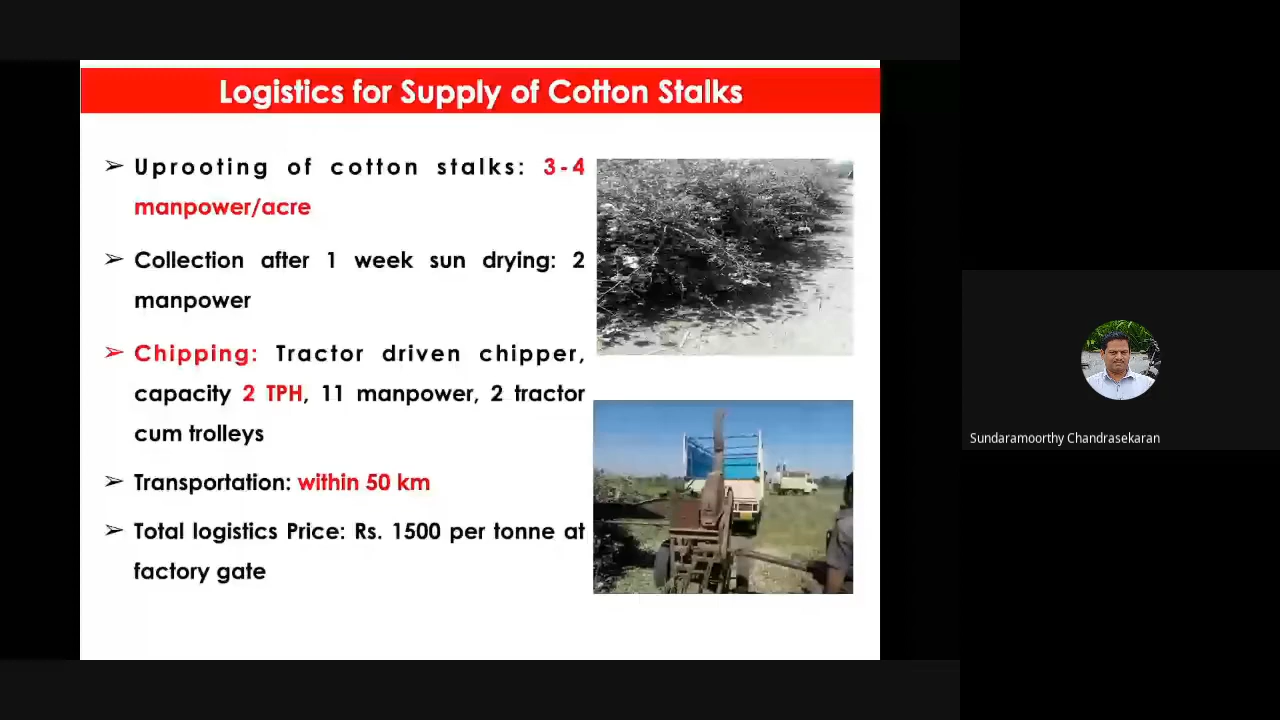 Logistics for Supply of Cotton Stalks
➢ Uprooting of cotton stalks: 3-4
manpower/acre
➢ Collection after 1 week sun drying: 2
manpower
➢ Chipping: Tractor driven chipper,
capacity 2 TPH, 11 manpower, 2 tractor
cum trolleys
➢ Transportation: within 50 km
➢ Total logistics Price: Rs. 1500 per tonne at
factory gate
Sundaramoorthy Chandrasekaran